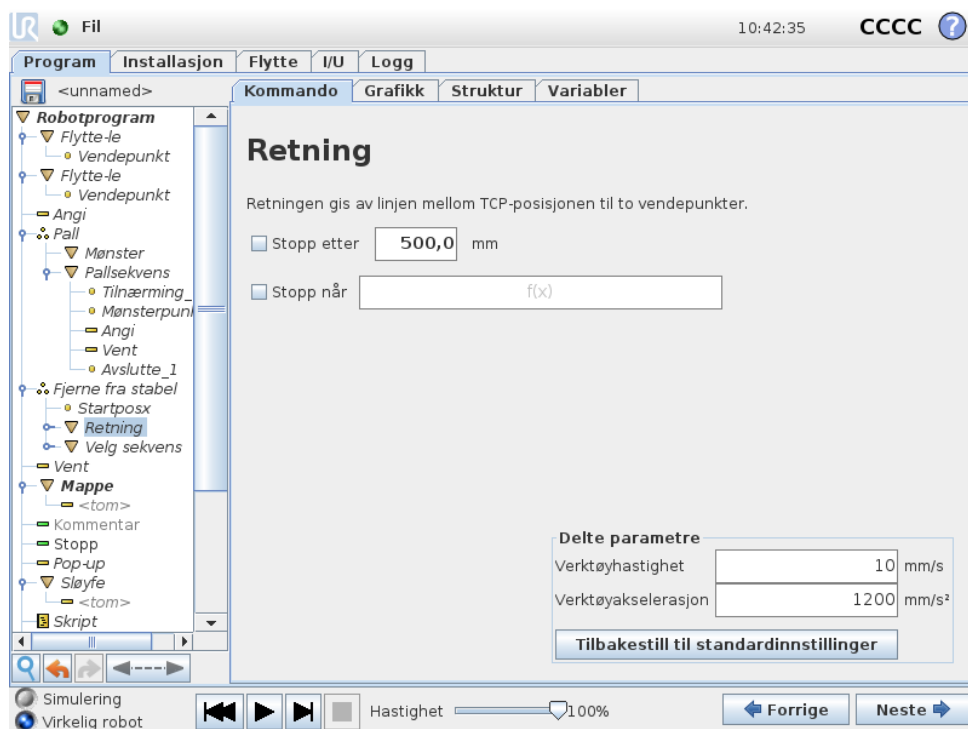 UR Fil 10:42:35 CCCC ?
Program Installasjon Flytte I/U Logg
<unnamed>
Kommando Grafikk Struktur Variabler
Robotprogram
Flytte-le
Vendepunkt
Flytte-le
Vendepunkt
Angi
Pall
Mønster
Pallsekvens
Tilnærming_
Mønsterpun
Angi
Vent
Avslutte_1
Fjerne fra stabel
Startposx
Retning
Velg sekvens
Vent
Mappe
<tom>
Kommentar
Stopp
Pop-up
Sløyfe
<tom>
Skript
Retning
Retningen gis av linjen mellom TCP-posisjonen til to vendepunkter.
Stopp etter 500,0 mm
Stopp når f(x)
Delte parametre
Verktøyhastighet 10 mm/s
Verktøyakselerasjon 1200 mm/s²
Tilbakestill til standardinnstillinger
Simulering
Virkelig robot
Hastighet 100%
Forrige Neste